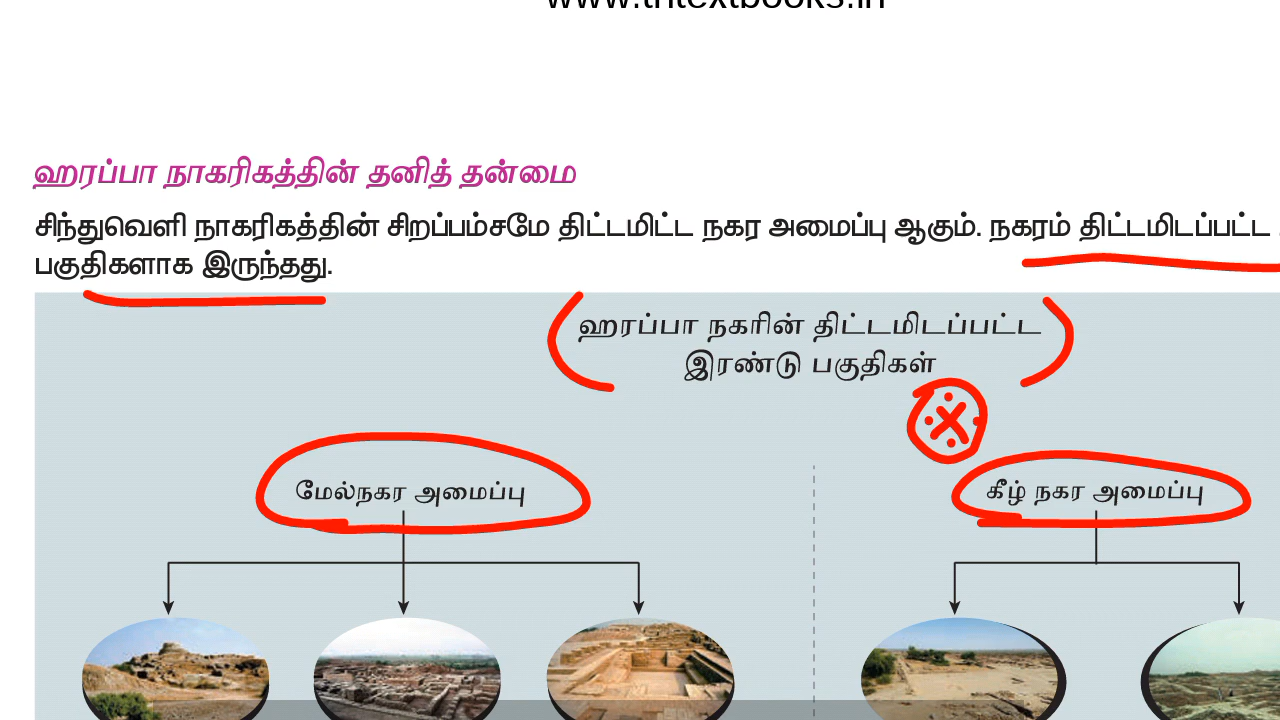 www.tntextbooks.in
ஹரப்பா நாகரிகத்தின் தனித் தன்மை
சிந்துவெளி நாகரிகத்தின் சிறப்பம்சமே திட்டமிட்ட நகர அமைப்பு ஆகும். நகரம் திட்டமிடப்பட்ட
பகுதிகளாக இருந்தது.
ஹரப்பா நகரின் திட்டமிடப்பட்ட
இரண்டு பகுதிகள்
மேல்நகர அமைப்பு
கீழ் நகர அமைப்பு